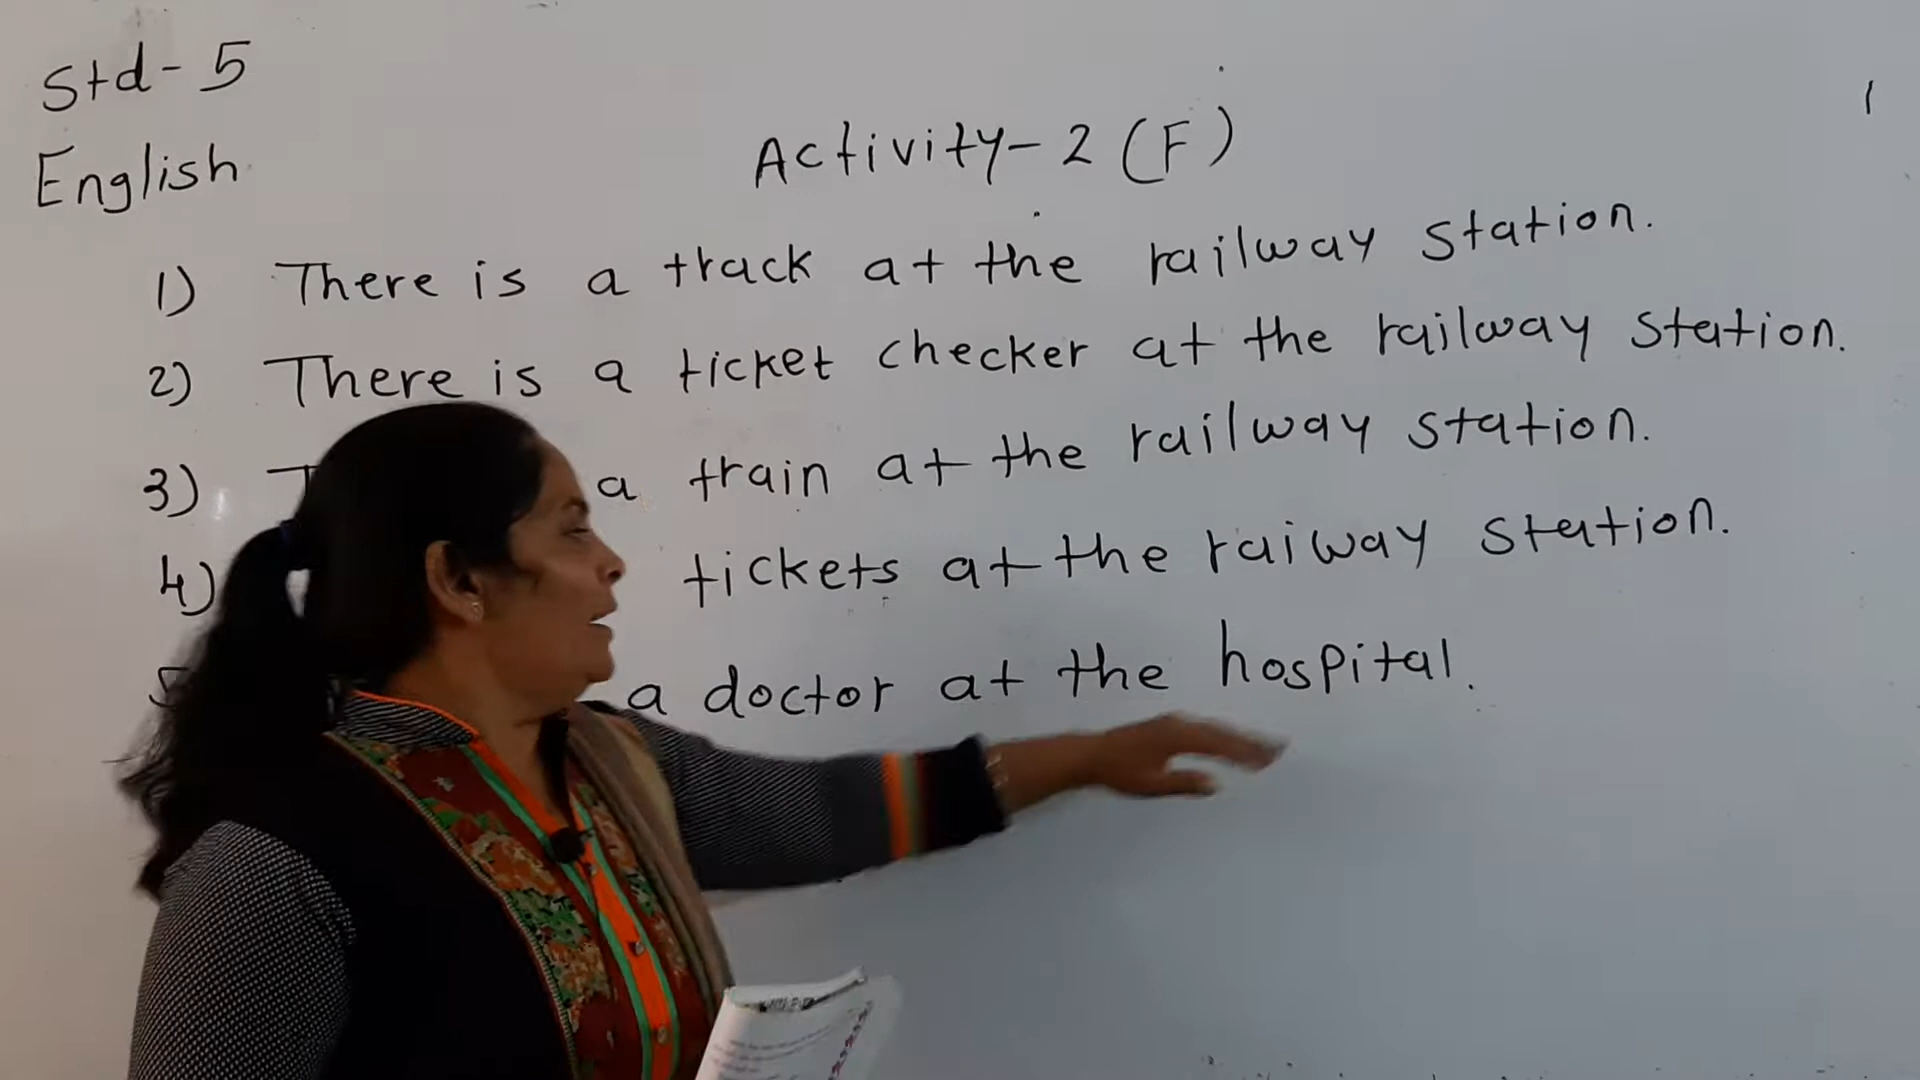 Std-5
English
Activity-2 (F)
1) There is a track at the railway station.
2) There is a ticket checker at the railway station.
3) a train at the railway station.
4) tickets at the raiway station.
a doctor at the hospital.